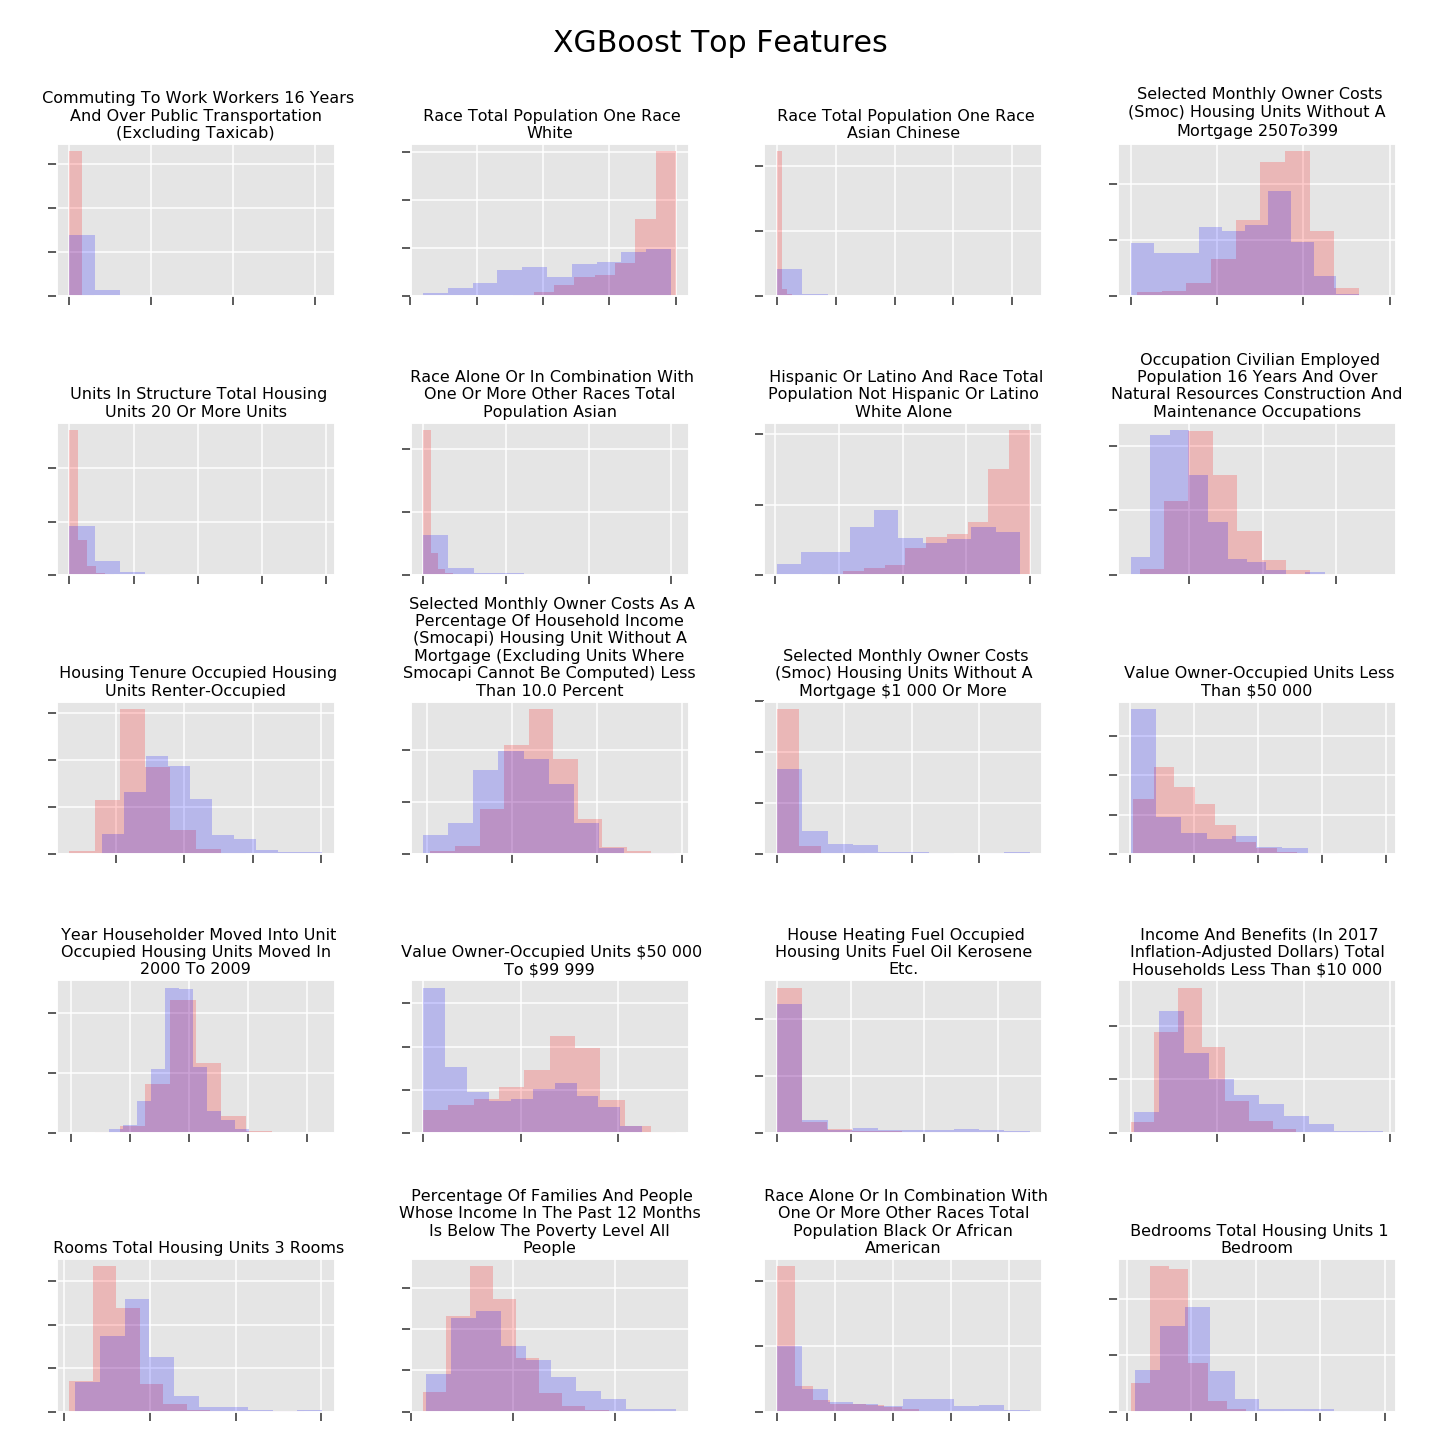 XGBoost Top Features
Commuting To Work Workers 16 Years
And Over Public Transportation
(Excluding Taxicab)
Race Total Population One Race
White
Race Total Population One Race
Asian Chinese
Selected Monthly Owner Costs
(Smoc) Housing Units Without A
Mortgage 250To399
Units In Structure Total Housing
Units 20 Or More Units
Race Alone Or In Combination With
One Or More Other Races Total
Population Asian
Hispanic Or Latino And Race Total
Population Not Hispanic Or Latino
White Alone
Occupation Civilian Employed
Population 16 Years And Over
Natural Resources Construction And
Maintenance Occupations
Housing Tenure Occupied Housing
Units Renter-Occupied
Selected Monthly Owner Costs As A
Percentage Of Household Income
(Smocapi) Housing Unit Without A
Mortgage (Excluding Units Where
Smocapi Cannot Be Computed) Less
Than 10.0 Percent
Selected Monthly Owner Costs
(Smoc) Housing Units Without A
Mortgage $1 000 Or More
Value Owner-Occupied Units Less
Than $50 000
Year Householder Moved Into Unit
Occupied Housing Units Moved In
2000 To 2009
Value Owner-Occupied Units $50 000
To $99 999
House Heating Fuel Occupied
Housing Units Fuel Oil Kerosene
Etc.
Income And Benefits (In 2017
Inflation-Adjusted Dollars) Total
Households Less Than $10 000
Rooms Total Housing Units 3 Rooms
Percentage Of Families And People
Whose Income In The Past 12 Months
Is Below The Poverty Level All
People
Race Alone Or In Combination With
One Or More Other Races Total
Population Black Or African
American
Bedrooms Total Housing Units 1
Bedroom